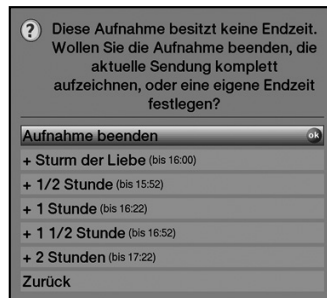 ? Diese Aufnahme besitzt keine Endzeit.
Wollen Sie die Aufnahme beenden, die
aktuelle Sendung komplett
aufzeichnen, oder eine eigene Endzeit
festlegen?
Aufnahme beenden ok
+ Sturm der Liebe (bis 16:00)
+ 1/2 Stunde (bis 15:52)
+ 1 Stunde (bis 16:22)
+ 1 1/2 Stunde (bis 16:52)
+ 2 Stunden (bis 17:22)
Zurück